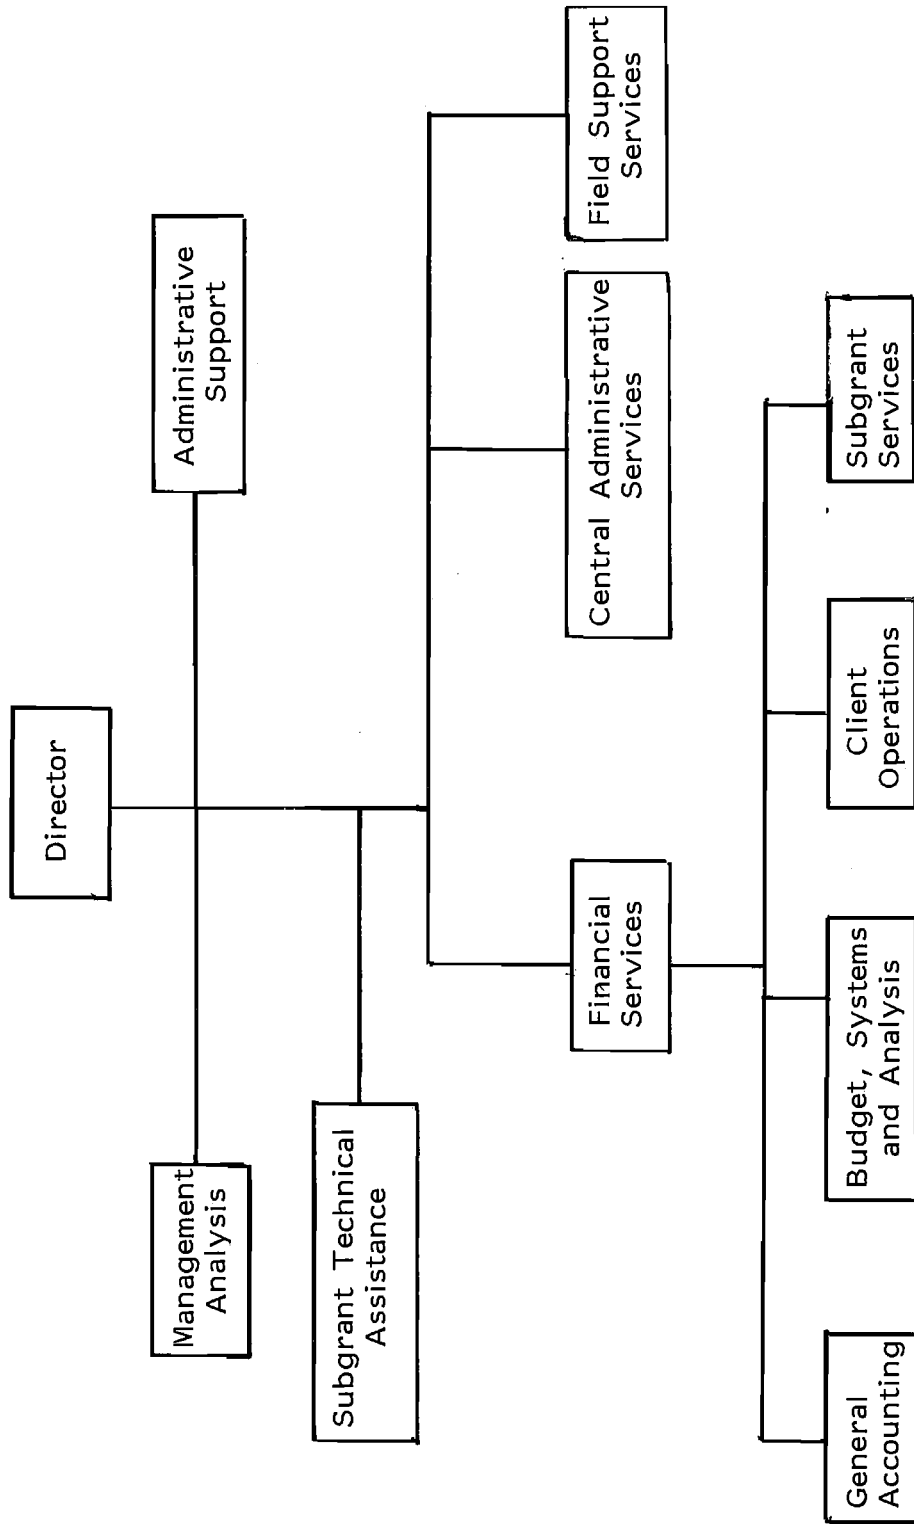 Director
Management
Analysis
Administrative
Support
Subgrant Technical
Assistance
Financial
Services
Central Administrative
Services
Field Support
Services
General
Accounting
Budget, Systems
and Analysis
Client
Operations
Subgrant
Services